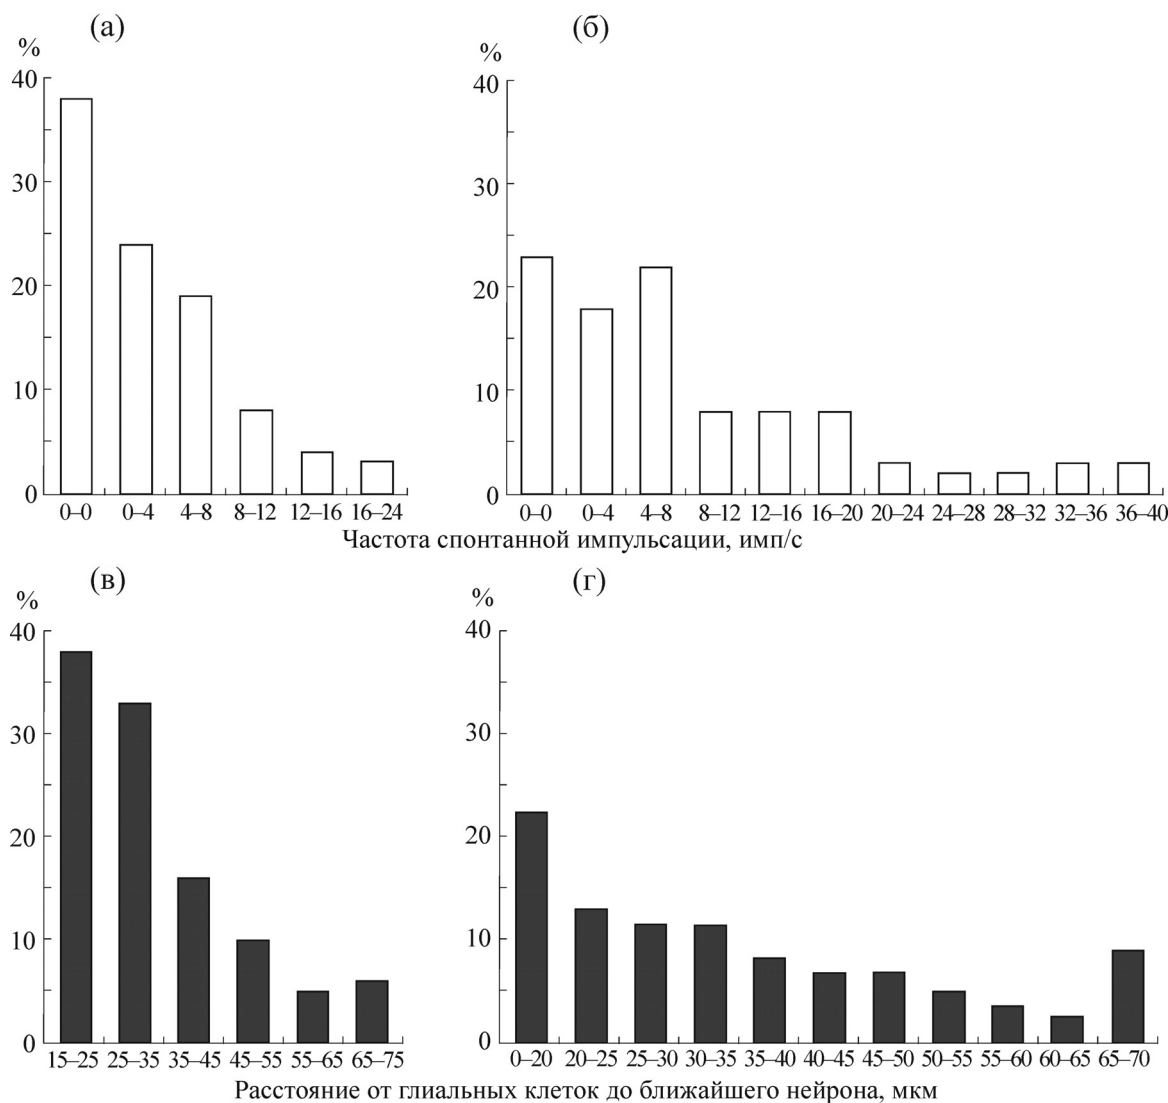 (а) (б)
% %
40 40
30 30
20 20
10 10
0 0
0–0 0–4 4–8 8–12 12–16 16–24 0–0 0–4 4–8 8–12 12–16 16–20 20–24 24–28 28–32 32–36 36–40
Частота спонтанной импульсации, имп/с
(в) (г)
% %
40 40
30 30
20 20
10 10
0 0
15–25 25–35 35–45 45–55 55–65 65–75 0–20 20–25 25–30 30–35 35–40 40–45 45–50 50–55 55–60 60–65 65–70
Расстояние от глиальных клеток до ближайшего нейрона, мкм